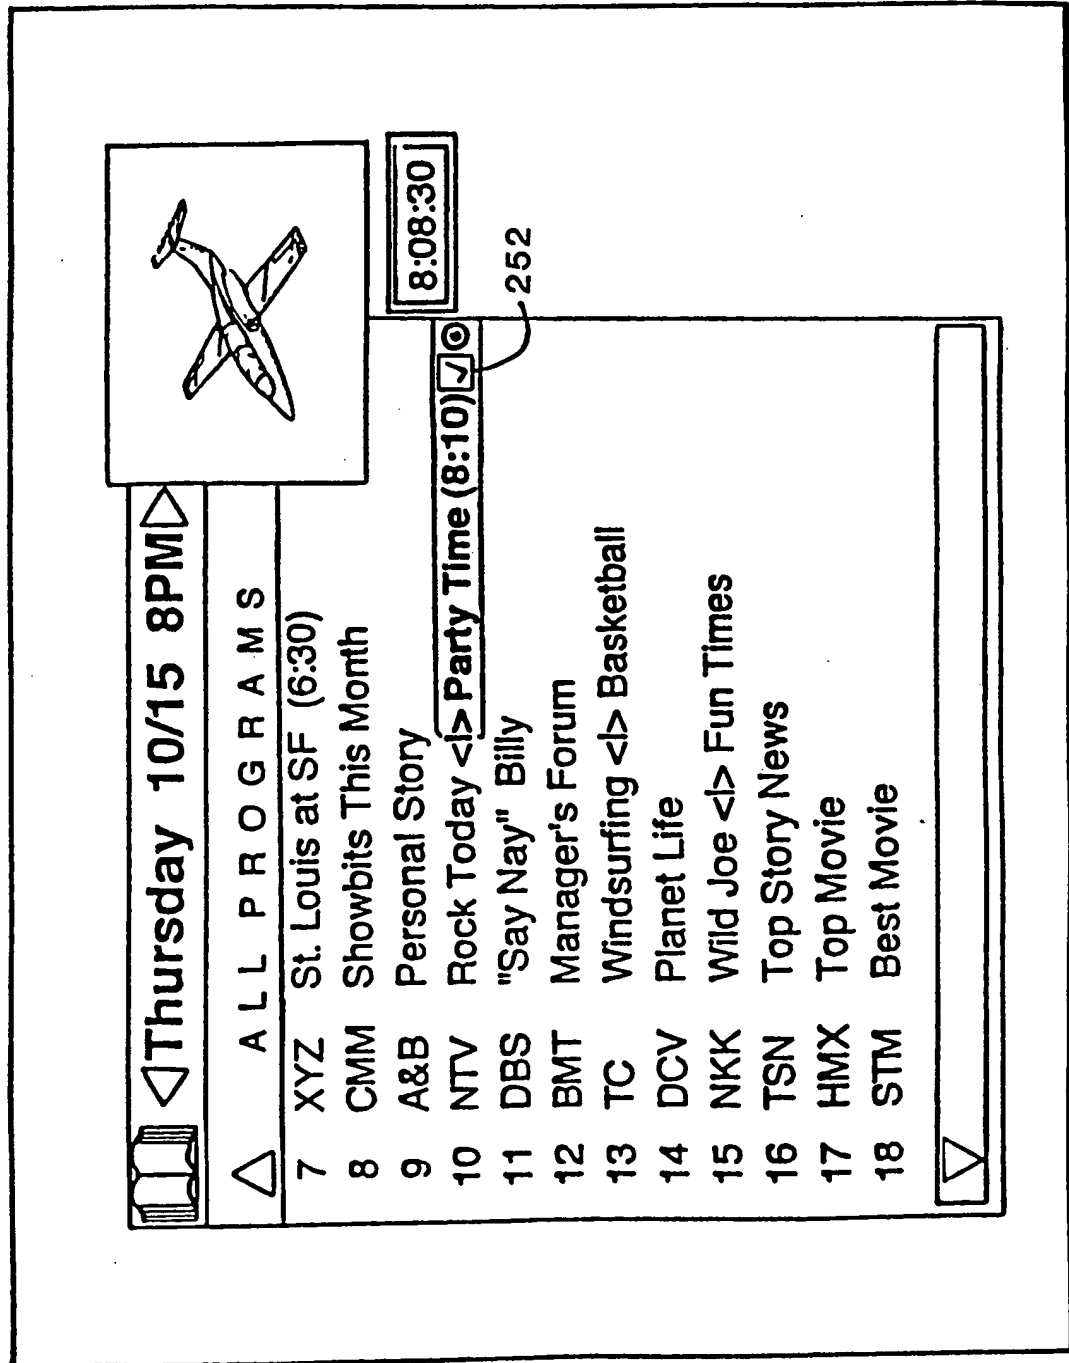 ◁Thursday 10/15 8PM▷
ALL PROGRAMS
8:08:30
7 XYZ St. Louis at SF (6:30)
8 CMM Showbits This Month
9 A&B Personal Story
10 NTV Rock Today <I> Party Time (8:10)
252
11 DBS "Say Nay" Billy
12 BMT Manager's Forum
13 TC Windsurfing <I> Basketball
14 DCV Planet Life
15 NKK Wild Joe <I> Fun Times
16 TSN Top Story News
17 HMX Top Movie
18 STM Best Movie